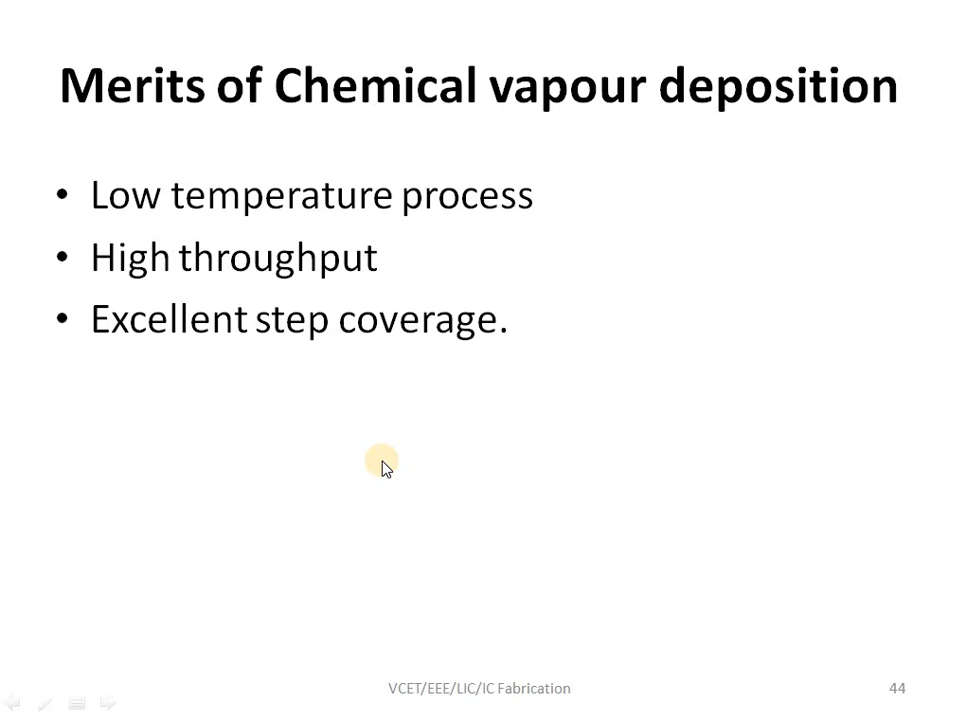 Merits of Chemical vapour deposition
• Low temperature process
• High throughput
• Excellent step coverage.
VCET/EEE/LIC/IC Fabrication
44